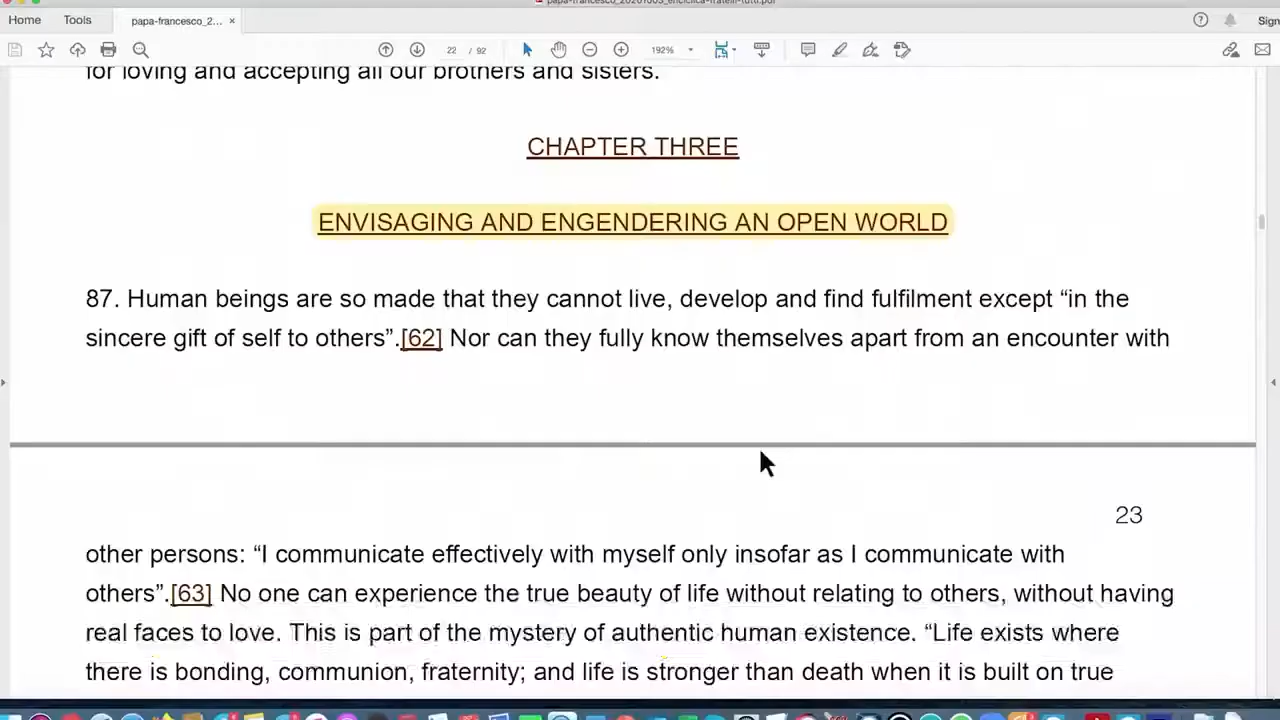 papa-francesco_20201003_enciclica-fratelli-tutti.pdf
Home Tools papa-francesco_2... × Sign
22 / 92 192%
for loving and accepting all our brothers and sisters.
CHAPTER THREE
ENVISAGING AND ENGENDERING AN OPEN WORLD
87. Human beings are so made that they cannot live, develop and find fulfilment except “in the
sincere gift of self to others”.[62] Nor can they fully know themselves apart from an encounter with
23
other persons: “I communicate effectively with myself only insofar as I communicate with
others”.[63] No one can experience the true beauty of life without relating to others, without having
real faces to love. This is part of the mystery of authentic human existence. “Life exists where
there is bonding, communion, fraternity; and life is stronger than death when it is built on true